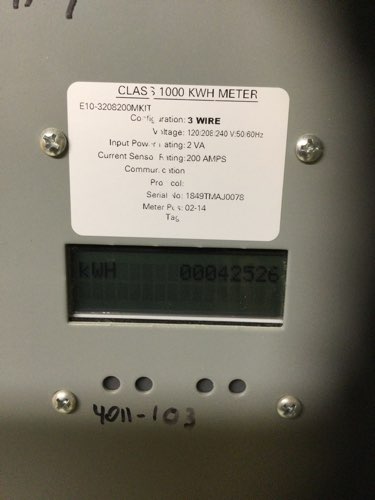 CLASS 1000 KWH METER
E10-3208200MKIT
Configuration: 3 WIRE
Voltage: 120/208/240 V:50/60Hz
Input Power Rating: 2 VA
Current Sensor Rating: 200 AMPS
Communication
Protocol:
Serial No: 1849TMAJ0078
Meter Pos: 02-14
Tag
kWH 00042526
4011-103